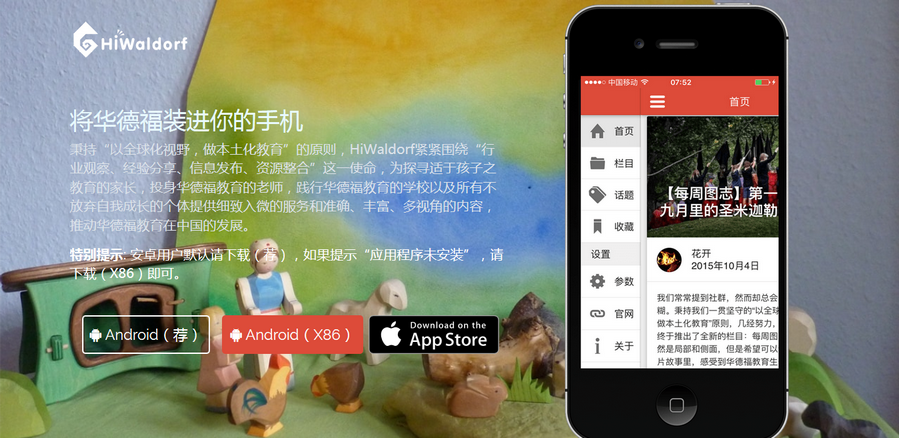 HiWaldorf
将华德福装进你的手机
秉持“以全球化视野，做本土化教育”的原则，HiWaldorf紧紧围绕“行
业观察、经验分享、信息发布、资源整合”这一使命，为探寻适于孩子之
教育的家长，投身华德福教育的老师，践行华德福教育的学校以及所有不
放弃自我成长的个体提供细致入微的服务和准确、丰富、多视角的内容，
推动华德福教育在中国的发展。
特别提示: 安卓用户默认请下载（荐），如果提示“应用程序未安装”，请
下载（X86）即可。
Android（荐）
Android（X86）
Download on the
App Store
中国移动
07:52
首页
首页
栏目
话题
收藏
设置
参数
官网
关于
【每周图志】第一
九月里的圣米迦勒
花开
2015年10月4日
我们常常提到社群，然而却总会
糊。秉持我们一贯坚守的“以全球
做本土化教育”原则，几经努力，
终于推出了全新的栏目：每周图
然是局部和侧面，但是希望可以
片故事里，感受到华德福教育生